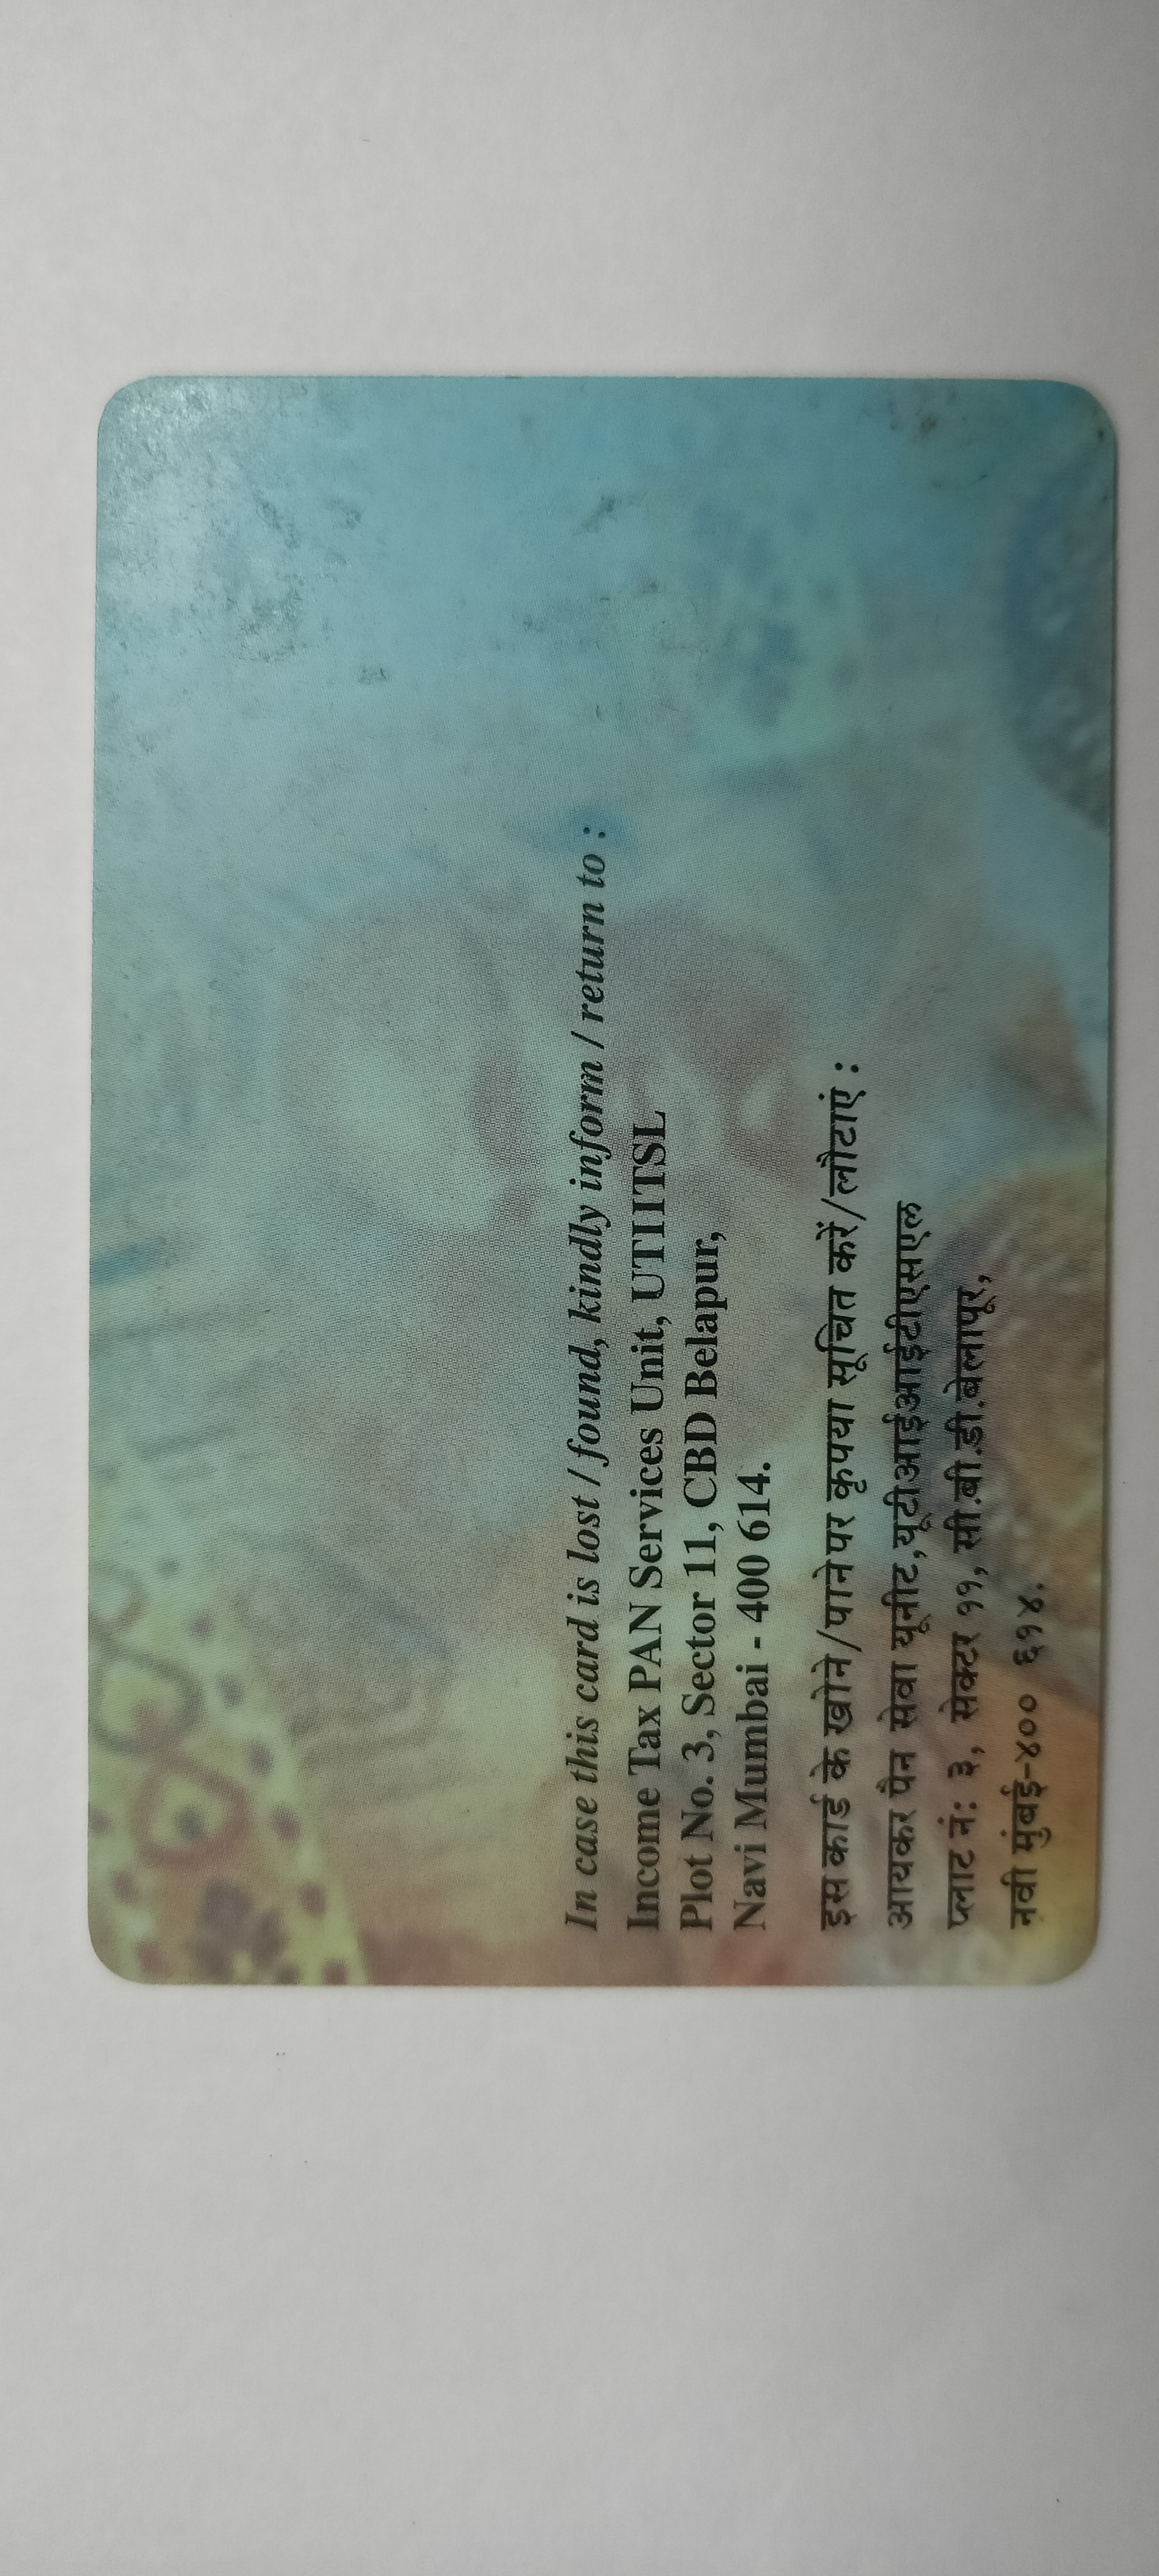 In case this card is lost / found, kindly inform / return to :
Income Tax PAN Services Unit, UTIITSL
Plot No. 3, Sector 11, CBD Belapur,
Navi Mumbai - 400 614.
इस कार्ड के खोने/पाने पर कृपया सूचित करें/लौटाएं :
आयकर पैन सेवा यूनीट, यूटीआईआईटीएसएल
प्लाट नं: ३, सेक्टर ११, सी.बी.डी.बेलापूर,
नवी मुंबई-४०० ६१४.